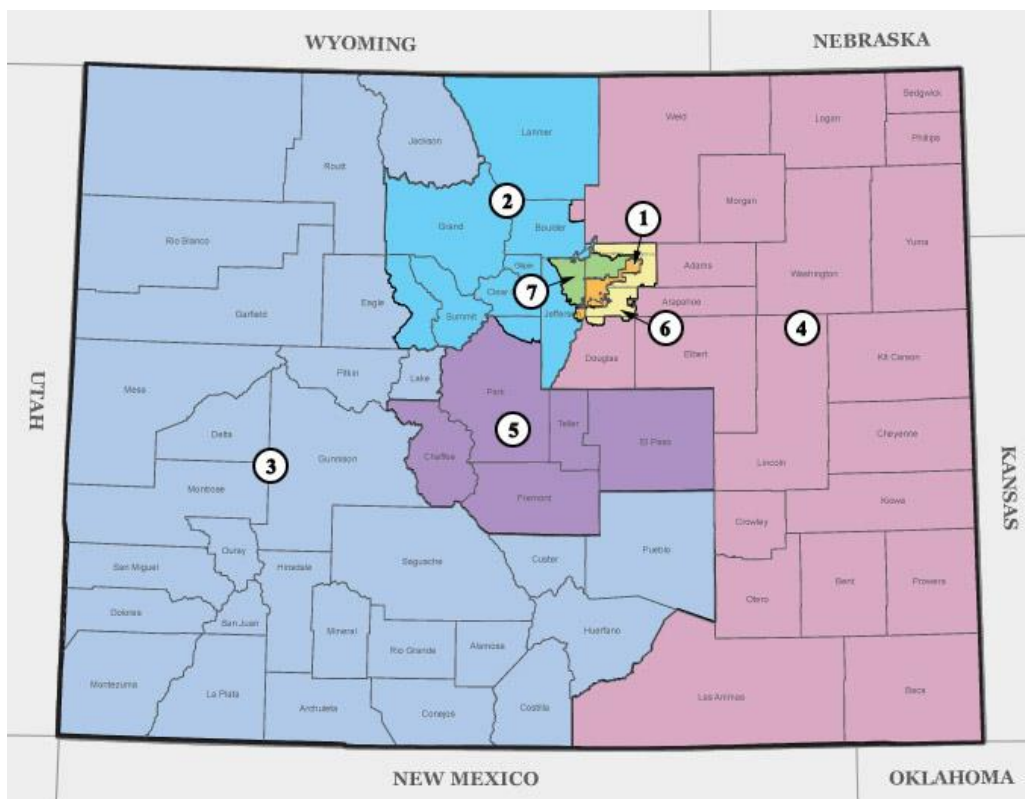 WYOMING
NEBRASKA
Sedgwick
Larimer
Weld
Logan
Jackson
Phillips
Routt
2
Morgan
1
Grand
Boulder
Yuma
Rio Blanco
Adams
Washington
Gilpin
7
Clear
Eagle
Arapahoe
Garfield
Summit
Jefferso
6
4
Elbert
Douglas
Kit Carson
Pitkin
Lake
UTAH
Mesa
Park
Teller
5
Cheyenne
Delta
El Paso
Gunnison
Chaffee
3
Lincoln
KANSAS
Montrose
Fremont
Kiowa
Crowley
Ouray
Pueblo
Custer
Saguache
San Miguel
Hinsdale
Bent
Prowers
Otero
Dolores
San Juan
Mineral
Huerfano
Rio Grande
Alamosa
Montezuma
La Plata
Las Animas
Baca
Archuleta
Conejos
Costilla
NEW MEXICO
OKLAHOMA